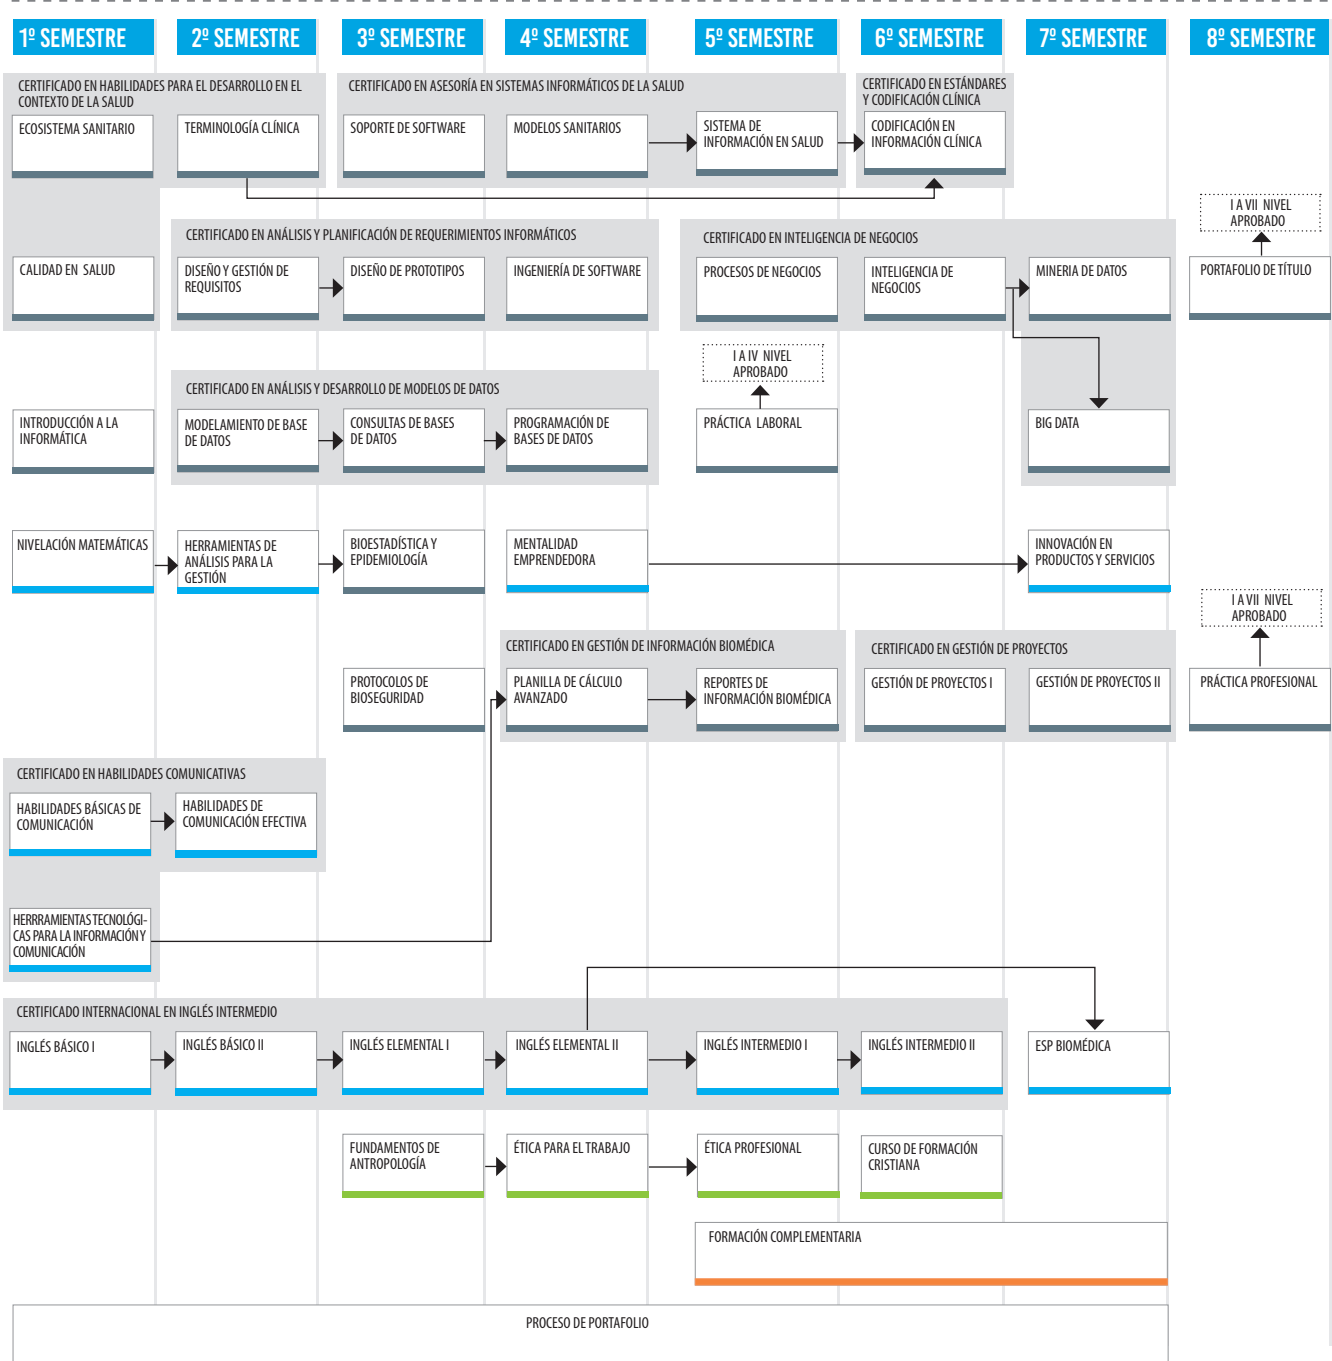 1º SEMESTRE
2º SEMESTRE
3º SEMESTRE
4º SEMESTRE
5º SEMESTRE
6º SEMESTRE
7º SEMESTRE
8º SEMESTRE
CERTIFICADO EN HABILIDADES PARA EL DESARROLLO EN EL
CONTEXTO DE LA SALUD
CERTIFICADO EN ASESORÍA EN SISTEMAS INFORMÁTICOS DE LA SALUD
CERTIFICADO EN ESTÁNDARES
Y CODIFICACIÓN CLÍNICA
ECOSISTEMA SANITARIO
TERMINOLOGÍA CLÍNICA
SOPORTE DE SOFTWARE
MODELOS SANITARIOS
SISTEMA DE
INFORMACIÓN EN SALUD
CODIFICACIÓN EN
INFORMACIÓN CLÍNICA
I A VII NIVEL
APROBADO
CERTIFICADO EN ANÁLISIS Y PLANIFICACIÓN DE REQUERIMIENTOS INFORMÁTICOS
CERTIFICADO EN INTELIGENCIA DE NEGOCIOS
CALIDAD EN SALUD
DISEÑO Y GESTIÓN DE
REQUISITOS
DISEÑO DE PROTOTIPOS
INGENIERÍA DE SOFTWARE
PROCESOS DE NEGOCIOS
INTELIGENCIA DE
NEGOCIOS
MINERIA DE DATOS
PORTAFOLIO DE TÍTULO
I A IV NIVEL
APROBADO
CERTIFICADO EN ANÁLISIS Y DESARROLLO DE MODELOS DE DATOS
INTRODUCCIÓN A LA
INFORMÁTICA
MODELAMIENTO DE BASE
DE DATOS
CONSULTAS DE BASES
DE DATOS
PROGRAMACIÓN DE
BASES DE DATOS
PRÁCTICA LABORAL
BIG DATA
NIVELACIÓN MATEMÁTICAS
HERRAMIENTAS DE
ANÁLISIS PARA LA
GESTIÓN
BIOESTADÍSTICA Y
EPIDEMIOLOGÍA
MENTALIDAD
EMPRENDEDORA
INNOVACIÓN EN
PRODUCTOS Y SERVICIOS
I A VII NIVEL
APROBADO
CERTIFICADO EN GESTIÓN DE INFORMACIÓN BIOMÉDICA
CERTIFICADO EN GESTIÓN DE PROYECTOS
PROTOCOLOS DE
BIOSEGURIDAD
PLANILLA DE CÁLCULO
AVANZADO
REPORTES DE
INFORMACIÓN BIOMÉDICA
GESTIÓN DE PROYECTOS I
GESTIÓN DE PROYECTOS II
PRÁCTICA PROFESIONAL
CERTIFICADO EN HABILIDADES COMUNICATIVAS
HABILIDADES BÁSICAS DE
COMUNICACIÓN
HABILIDADES DE
COMUNICACIÓN EFECTIVA
HERRRAMIENTAS TECNOLÓGI-
CAS PARA LA INFORMACIÓN Y
COMUNICACIÓN
CERTIFICADO INTERNACIONAL EN INGLÉS INTERMEDIO
INGLÉS BÁSICO I
INGLÉS BÁSICO II
INGLÉS ELEMENTAL I
INGLÉS ELEMENTAL II
INGLÉS INTERMEDIO I
INGLÉS INTERMEDIO II
ESP BIOMÉDICA
FUNDAMENTOS DE
ANTROPOLOGÍA
ÉTICA PARA EL TRABAJO
ÉTICA PROFESIONAL
CURSO DE FORMACIÓN
CRISTIANA
FORMACIÓN COMPLEMENTARIA
PROCESO DE PORTAFOLIO